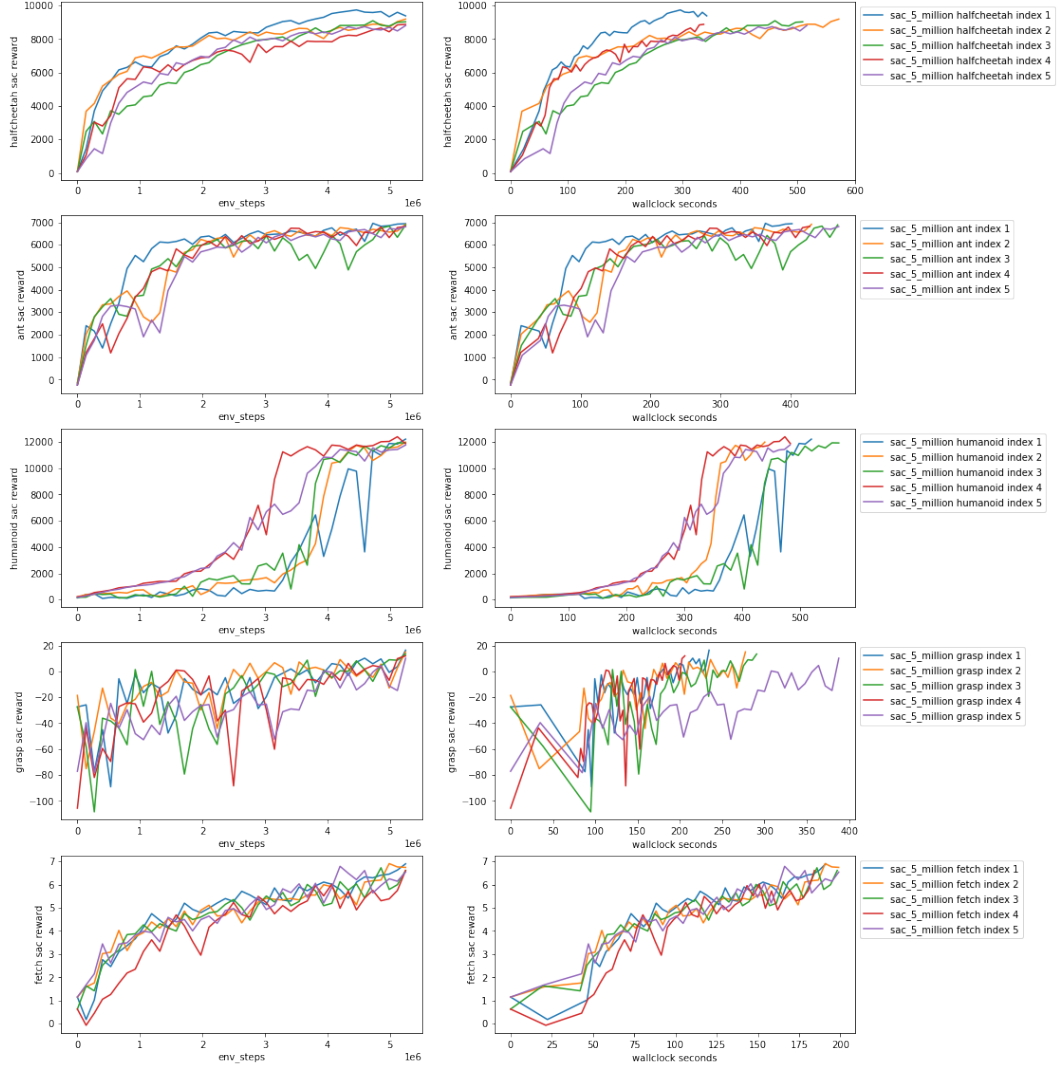 halfcheetah sac reward
10000
8000
6000
4000
2000
0
0 1 2 3 4 5
1e6
env_steps
halfcheetah sac reward
10000
8000
6000
4000
2000
0
0 100 200 300 400 500 600
wallclock seconds
sac_5_million halfcheetah index 1
sac_5_million halfcheetah index 2
sac_5_million halfcheetah index 3
sac_5_million halfcheetah index 4
sac_5_million halfcheetah index 5
ant sac reward
7000
6000
5000
4000
3000
2000
1000
0
0 1 2 3 4 5
1e6
env_steps
ant sac reward
7000
6000
5000
4000
3000
2000
1000
0
0 100 200 300 400
wallclock seconds
sac_5_million ant index 1
sac_5_million ant index 2
sac_5_million ant index 3
sac_5_million ant index 4
sac_5_million ant index 5
humanoid sac reward
12000
10000
8000
6000
4000
2000
0
0 1 2 3 4 5
1e6
env_steps
humanoid sac reward
12000
10000
8000
6000
4000
2000
0
0 100 200 300 400 500
wallclock seconds
sac_5_million humanoid index 1
sac_5_million humanoid index 2
sac_5_million humanoid index 3
sac_5_million humanoid index 4
sac_5_million humanoid index 5
grasp sac reward
20
0
−20
−40
−60
−80
−100
0 1 2 3 4 5
1e6
env_steps
grasp sac reward
20
0
−20
−40
−60
−80
−100
0 50 100 150 200 250 300 350 400
wallclock seconds
sac_5_million grasp index 1
sac_5_million grasp index 2
sac_5_million grasp index 3
sac_5_million grasp index 4
sac_5_million grasp index 5
fetch sac reward
7
6
5
4
3
2
1
0
0 1 2 3 4 5
1e6
env_steps
fetch sac reward
7
6
5
4
3
2
1
0
0 25 50 75 100 125 150 175 200
wallclock seconds
sac_5_million fetch index 1
sac_5_million fetch index 2
sac_5_million fetch index 3
sac_5_million fetch index 4
sac_5_million fetch index 5